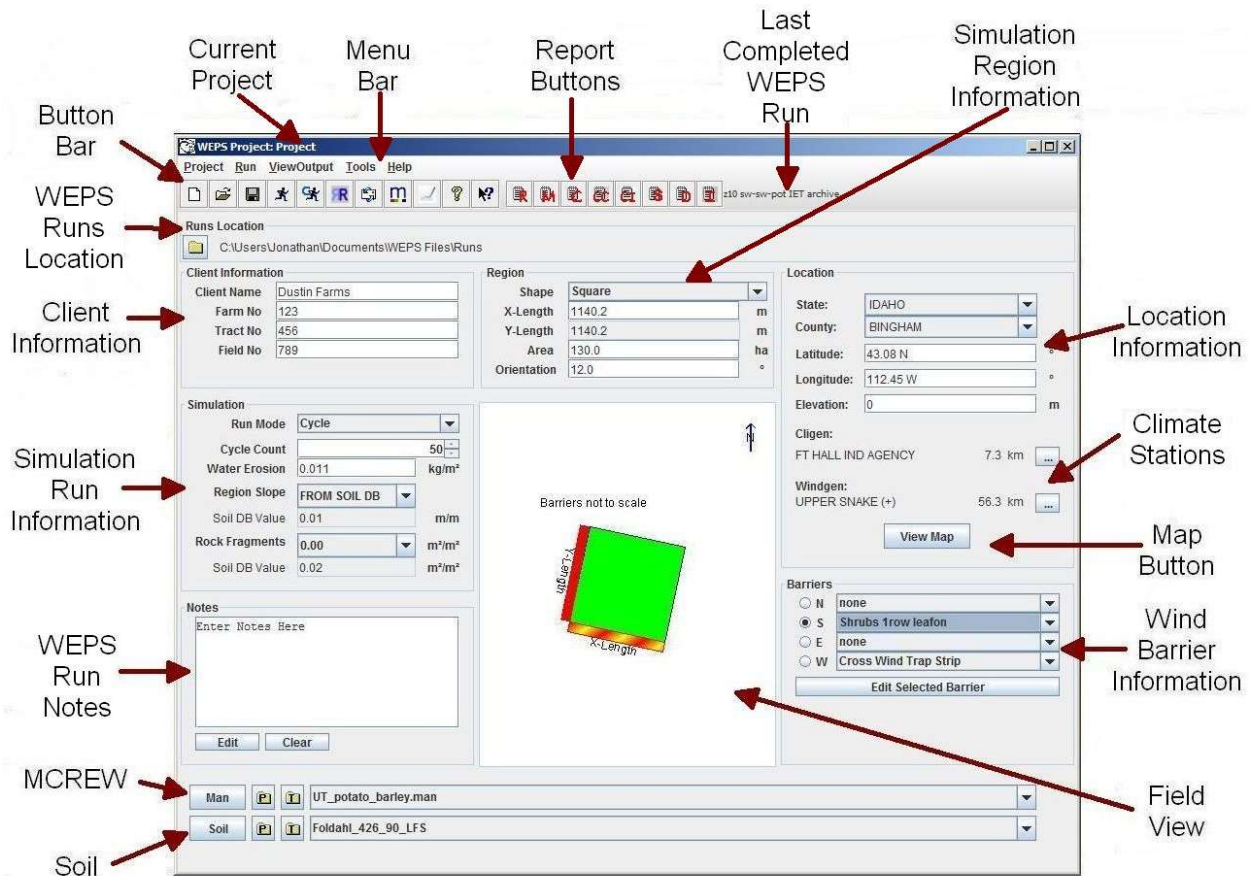 Current
Project
Menu
Bar
Report
Buttons
Last
Completed
WEPS
Run
Simulation
Region
Information
Button
Bar
WEPS
Runs
Location
Client
Information
Simulation
Run
Information
WEPS
Run
Notes
MCREW
Soil
WEPS Project: Project
Project Run ViewOutput Tools Help
z10 sw-sw-pot IET archive
Runs Location
C:\Users\Jonathan\Documents\WEPS Files\Runs
Client Information
Client Name Dustin Farms
Farm No 123
Tract No 456
Field No 789
Region
Shape Square
X-Length 1140.2 m
Y-Length 1140.2 m
Area 130.0 ha
Orientation 12.0 °
Location
State: IDAHO
County: BINGHAM
Latitude: 43.08 N °
Longitude: 112.45 W °
Elevation: 0 m
Cligen:
FT HALL IND AGENCY 7.3 km ...
Windgen:
UPPER SNAKE (+) 56.3 km ...
View Map
Simulation
Run Mode Cycle
Cycle Count 50
Water Erosion 0.011 kg/m²
Region Slope FROM SOIL DB
Soil DB Value 0.01 m/m
Rock Fragments 0.00 m³/m³
Soil DB Value 0.02 m³/m³
N
Barriers not to scale
Y-Length
X-Length
Barriers
N none
S Shrubs 1row leafon
E none
W Cross Wind Trap Strip
Edit Selected Barrier
Notes
Enter Notes Here
Edit Clear
Man P T UT_potato_barley.man
Soil P T Foldahl_426_90_LFS
Location
Information
Climate
Stations
Map
Button
Wind
Barrier
Information
Field
View